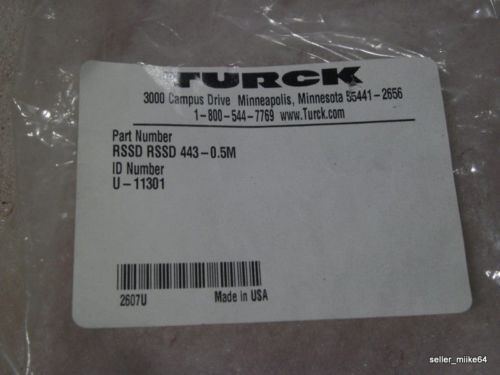 TURCK
3000 Campus Drive Minneapolis, Minnesota 55441-2656
1-800-544-7769 www.Turck.com
Part Number
RSSD RSSD 443-0.5M
ID Number
U-11301
2607U Made in USA
seller_miike64